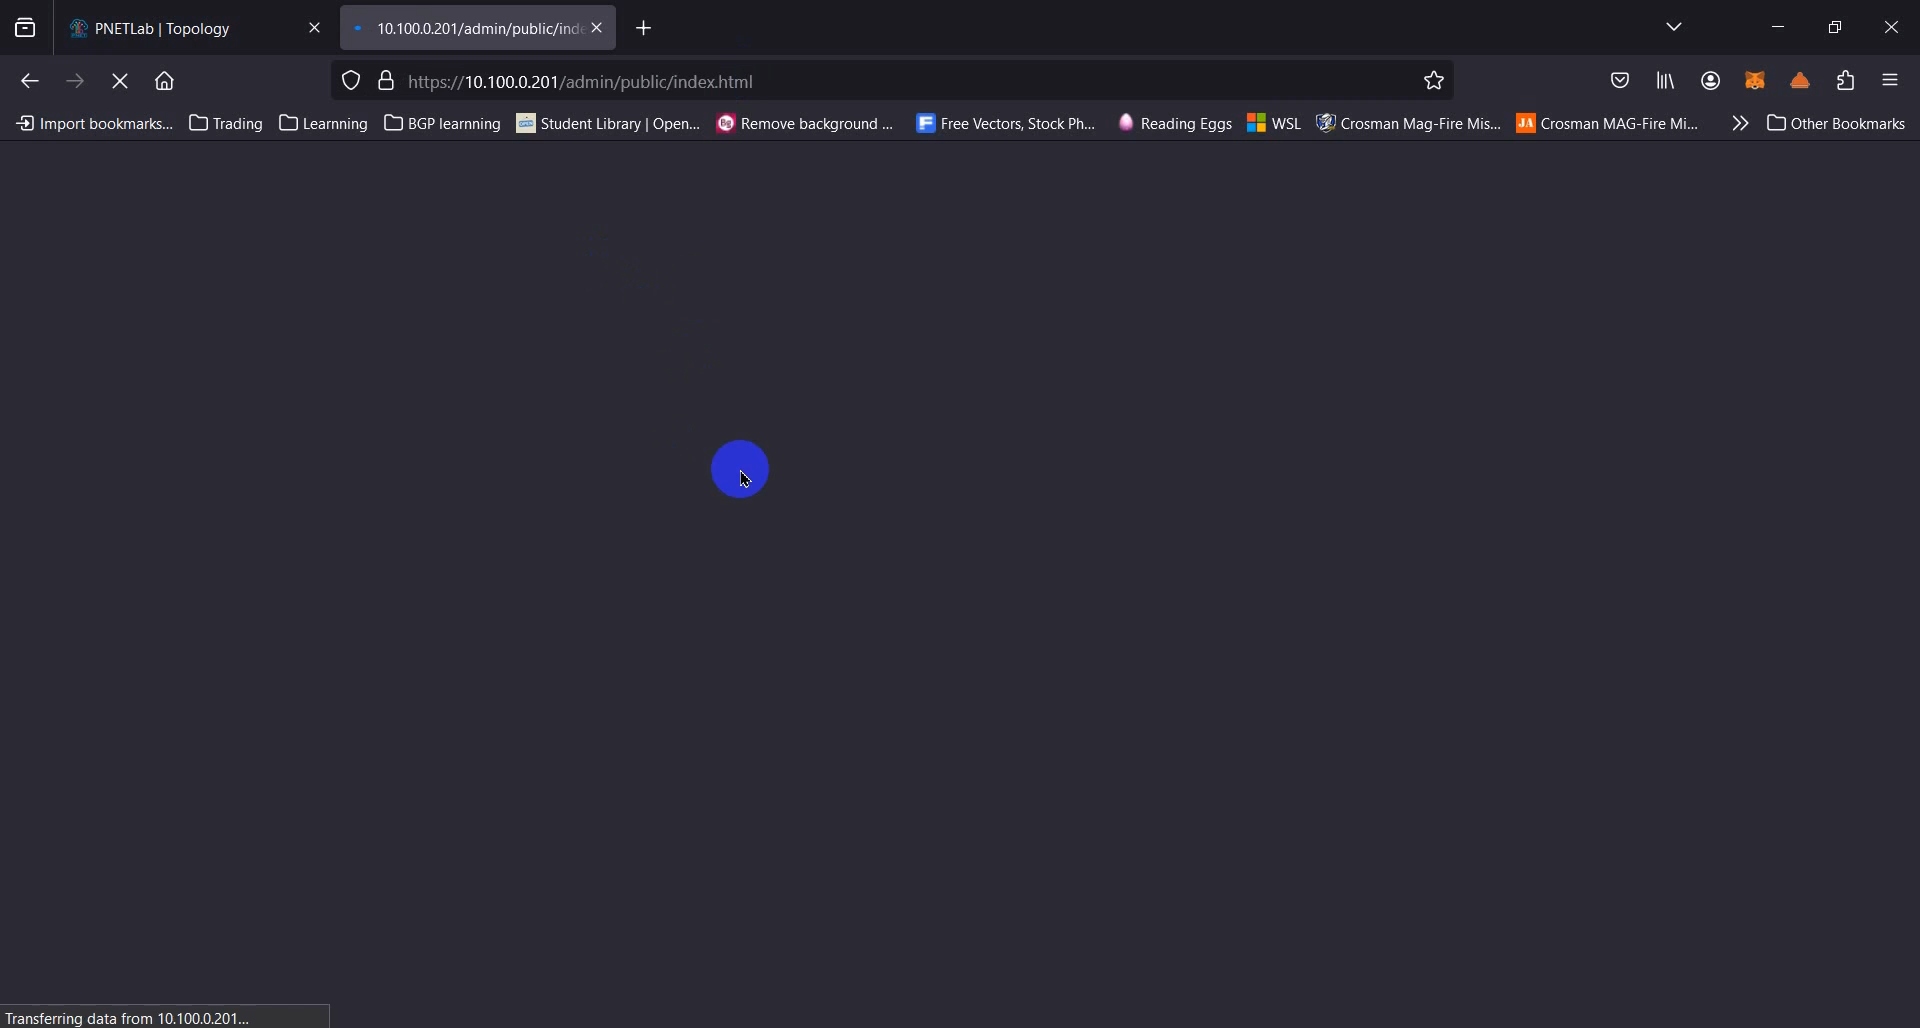 PNETLab | Topology
10.100.0.201/admin/public/inde
https://10.100.0.201/admin/public/index.html
Import bookmarks... Trading Learnning BGP learnning Student Library | Open... Remove background ... Free Vectors, Stock Ph... Reading Eggs WSL Crosman Mag-Fire Mis... Crosman MAG-Fire Mi... Other Bookmarks
Transferring data from 10.100.0.201...